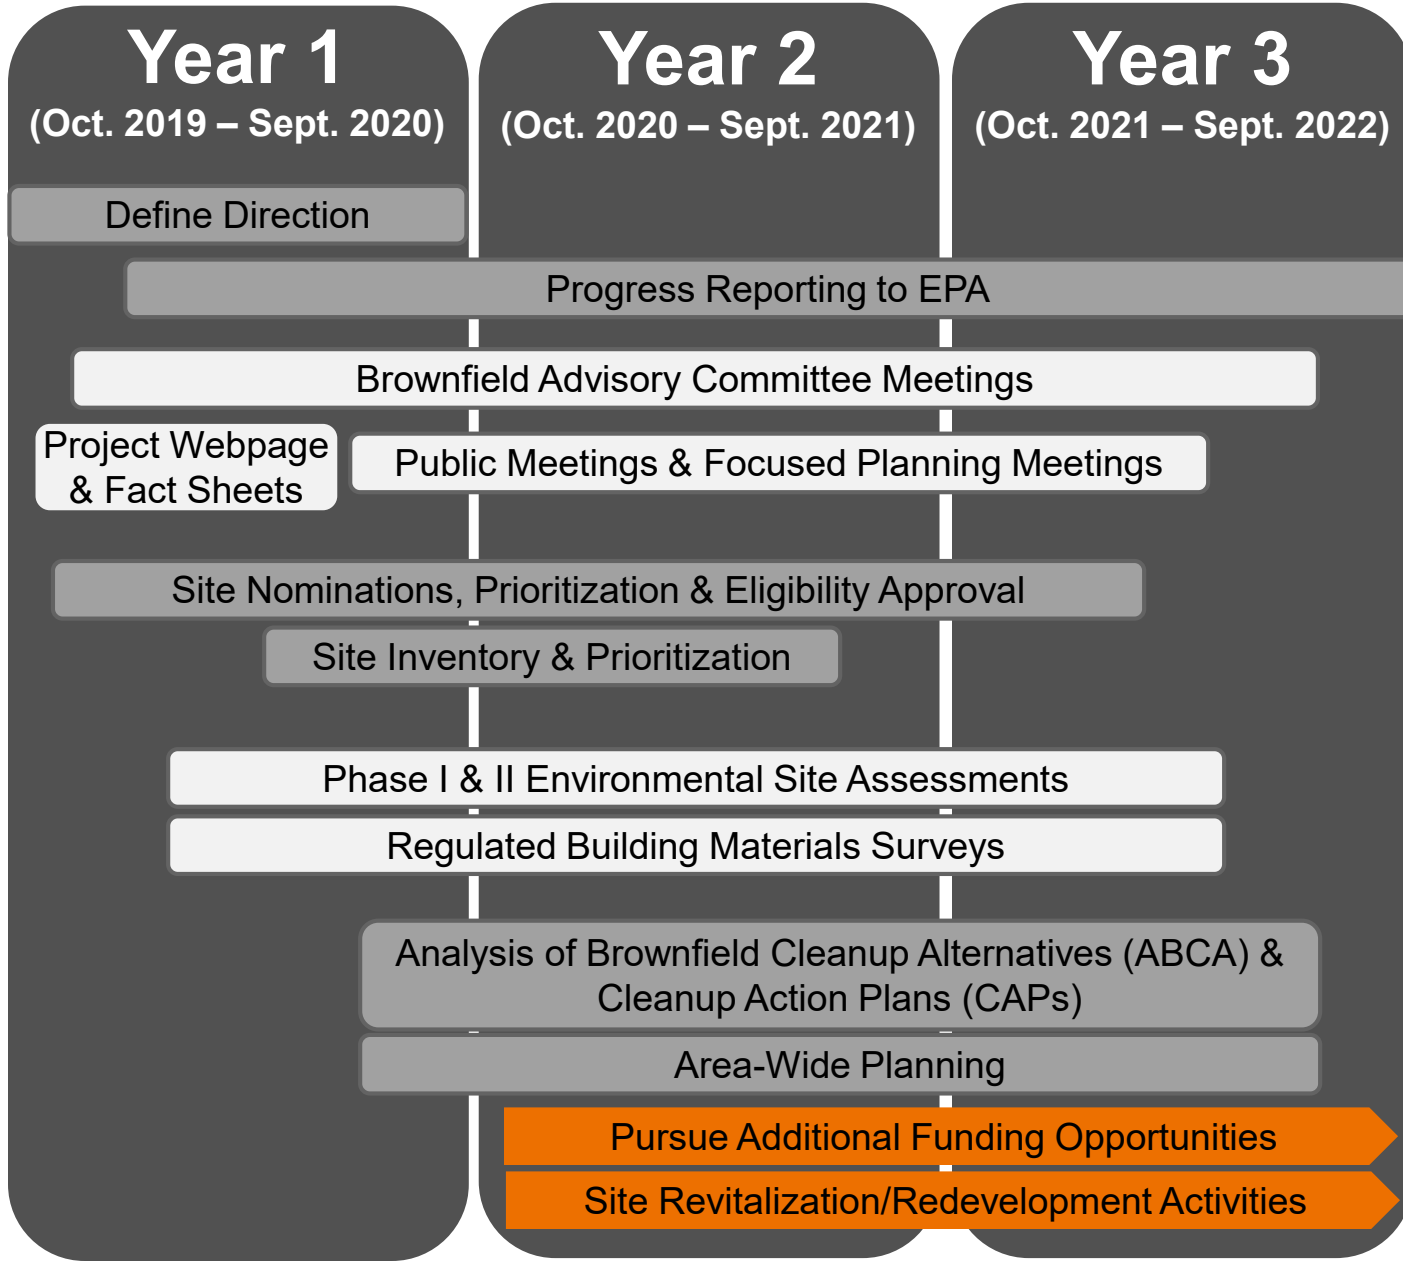 Year 1
(Oct. 2019 – Sept. 2020)
Year 2
(Oct. 2020 – Sept. 2021)
Year 3
(Oct. 2021 – Sept. 2022)
Define Direction
Progress Reporting to EPA
Brownfield Advisory Committee Meetings
Project Webpage
& Fact Sheets
Public Meetings & Focused Planning Meetings
Site Nominations, Prioritization & Eligibility Approval
Site Inventory & Prioritization
Phase I & II Environmental Site Assessments
Regulated Building Materials Surveys
Analysis of Brownfield Cleanup Alternatives (ABCA) &
Cleanup Action Plans (CAPs)
Area-Wide Planning
Pursue Additional Funding Opportunities
Site Revitalization/Redevelopment Activities